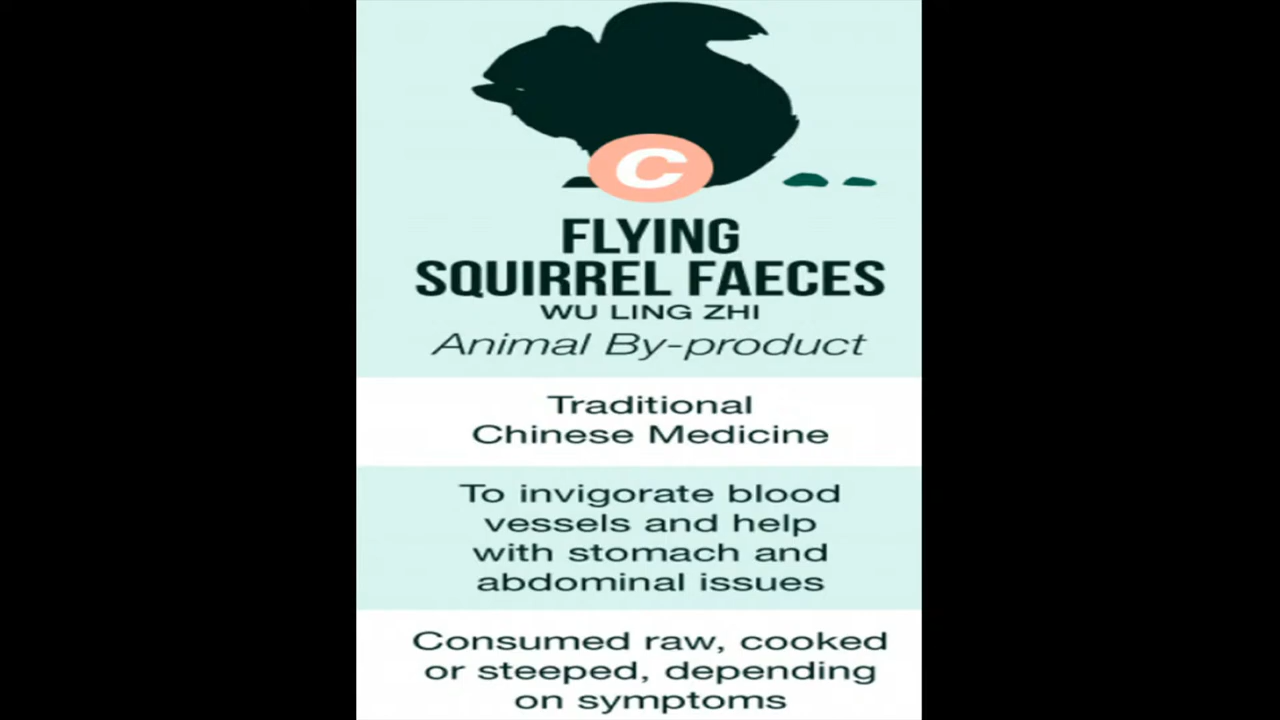 C
FLYING
SQUIRREL FAECES
WU LING ZHI
Animal By-product
Traditional
Chinese Medicine
To invigorate blood
vessels and help
with stomach and
abdominal issues
Consumed raw, cooked
or steeped, depending
on symptoms